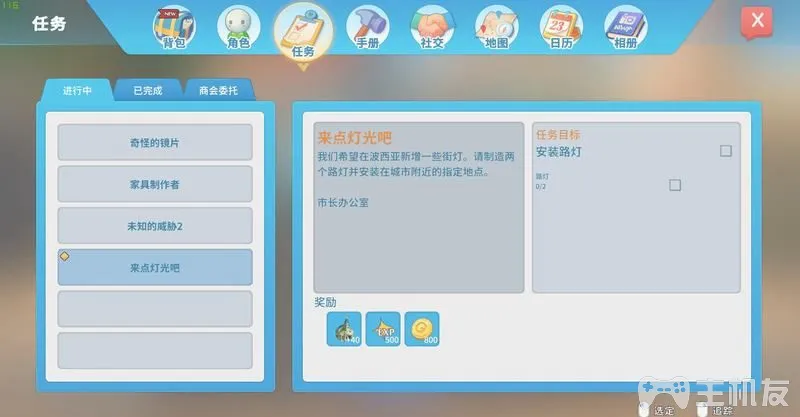 115
任务
背包
角色
任务
手册
社交
地图
日历
相册
X
进行中
已完成
商会委托
奇怪的镜片
家具制作者
未知的威胁2
来点灯光吧
来点灯光吧
我们希望在波西亚新增一些街灯。请制造两
个路灯并安装在城市附近的指定地点。
市长办公室
任务目标
安装路灯
路灯
0/2
奖励
+40
EXP
500
800
选定
追踪
主机友